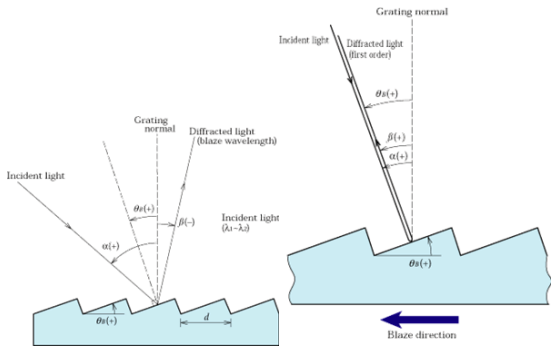 Grating
normal
Diffracted light
(blaze wavelength)
Incident light
θB(+)
β(−)
α(+)
Incident light
(λ1~λ2)
θB(+)
d
Grating normal
Incident light
Diffracted light
(first order)
θB(+)
β(+)
α(+)
θB(+)
Blaze direction